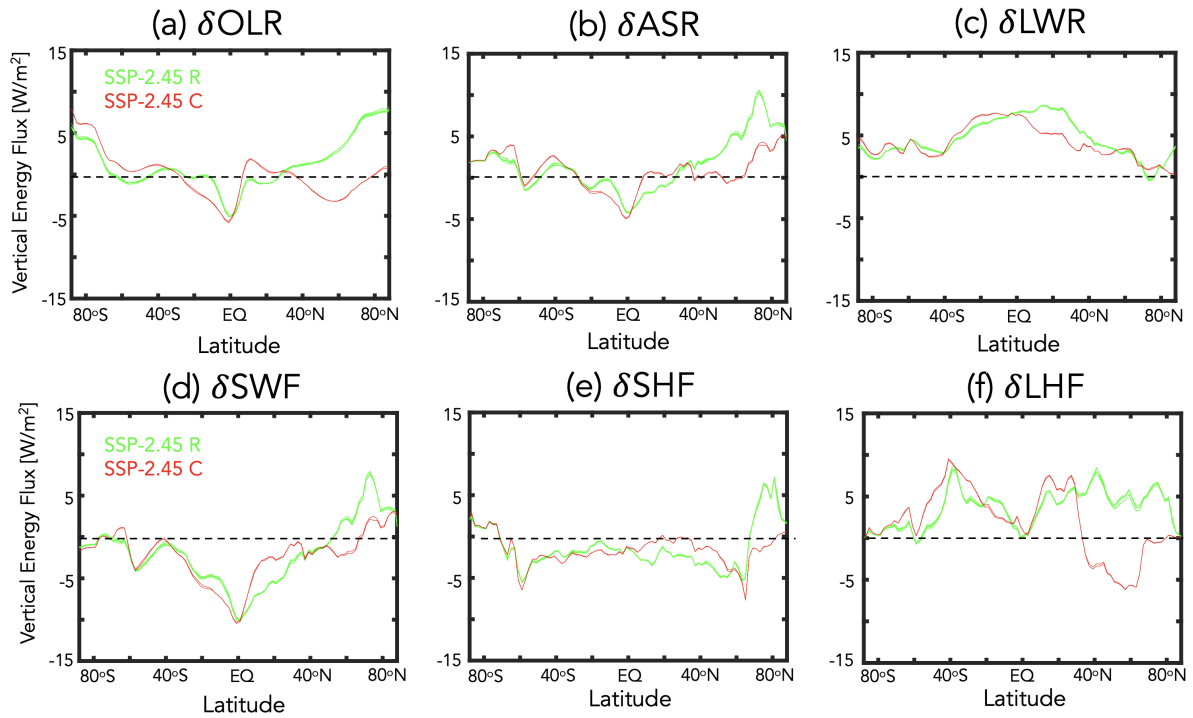 (a) δOLR
(b) δASR
(c) δLWR
Vertical Energy Flux [W/m²]
15
5
-5
-15
SSP-2.45 R
SSP-2.45 C
80°S 40°S EQ 40°N 80°N
Latitude
15
5
-5
-15
80°S 40°S EQ 40°N 80°N
Latitude
15
5
-5
-15
80°S 40°S EQ 40°N 80°N
Latitude
(d) δSWF
(e) δSHF
(f) δLHF
Vertical Energy Flux [W/m²]
15
5
-5
-15
SSP-2.45 R
SSP-2.45 C
80°S 40°S EQ 40°N 80°N
Latitude
15
5
-5
-15
80°S 40°S EQ 40°N 80°N
Latitude
15
5
-5
-15
80°S 40°S EQ 40°N 80°N
Latitude